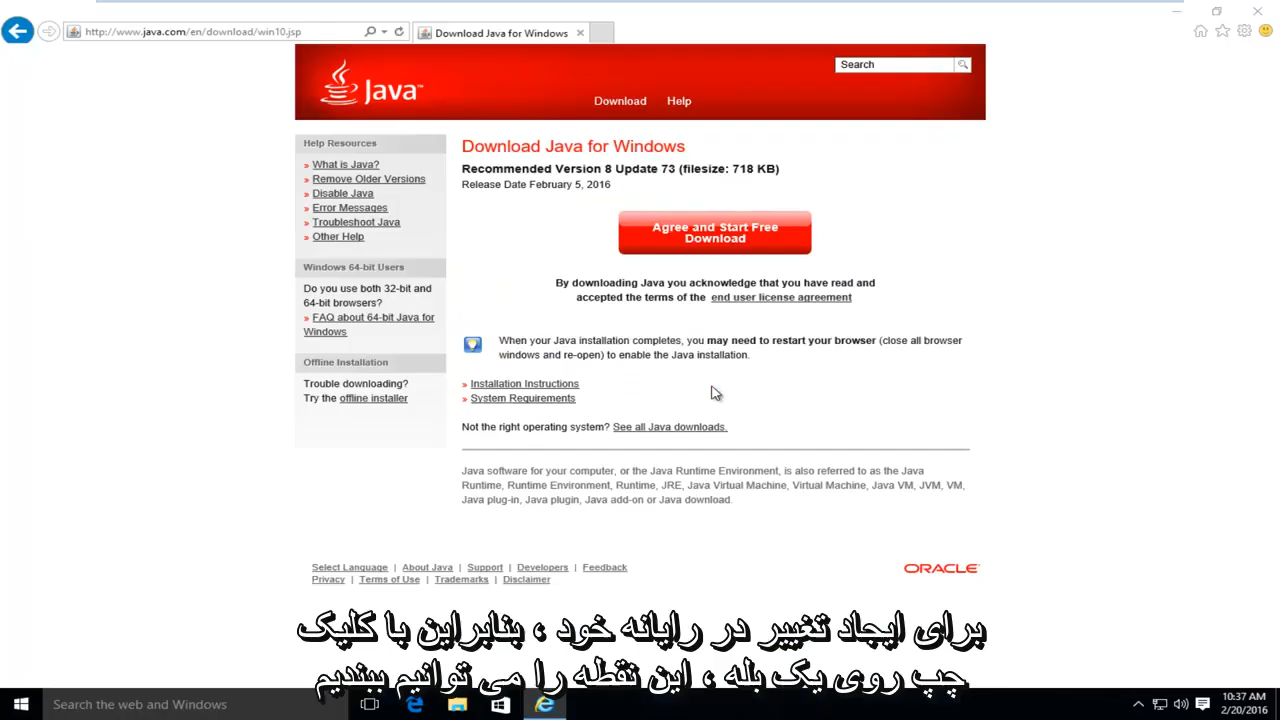 http://www.java.com/en/download/win10.jsp
Download Java for Windows
Java™
Search
Download Help
Help Resources
» What is Java?
» Remove Older Versions
» Disable Java
» Error Messages
» Troubleshoot Java
» Other Help
Windows 64-bit Users
Do you use both 32-bit and
64-bit browsers?
» FAQ about 64-bit Java for
Windows
Offline Installation
Trouble downloading?
Try the offline installer
Download Java for Windows
Recommended Version 8 Update 73 (filesize: 718 KB)
Release Date February 5, 2016
Agree and Start Free
Download
By downloading Java you acknowledge that you have read and
accepted the terms of the end user license agreement
When your Java installation completes, you may need to restart your browser (close all browser
windows and re-open) to enable the Java installation.
» Installation Instructions
» System Requirements
Not the right operating system? See all Java downloads.
Java software for your computer, or the Java Runtime Environment, is also referred to as the Java
Runtime, Runtime Environment, Runtime, JRE, Java Virtual Machine, Virtual Machine, Java VM, JVM, VM,
Java plug-in, Java plugin, Java add-on or Java download.
Select Language | About Java | Support | Developers | Feedback
Privacy | Terms of Use | Trademarks | Disclaimer
ORACLE
برای ایجاد تغییر در رایانه خود ، بنابراین با کلیک
چپ روی یک بله ، این نقطه را می توانیم ببندیم
Search the web and Windows
10:37 AM
2/20/2016